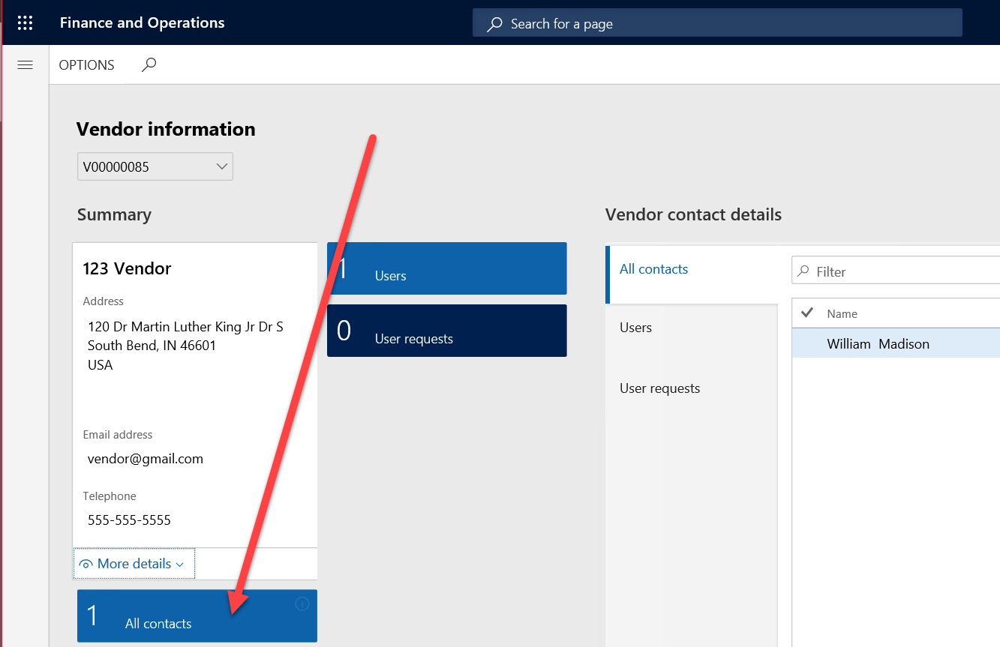 Finance and Operations
Search for a page
OPTIONS
Vendor information
V00000085
Summary
123 Vendor
Address
120 Dr Martin Luther King Jr Dr S
South Bend, IN 46601
USA
Email address
vendor@gmail.com
Telephone
555-555-5555
More details
1 All contacts
1 Users
0 User requests
Vendor contact details
All contacts
Users
User requests
Filter
Name
William Madison